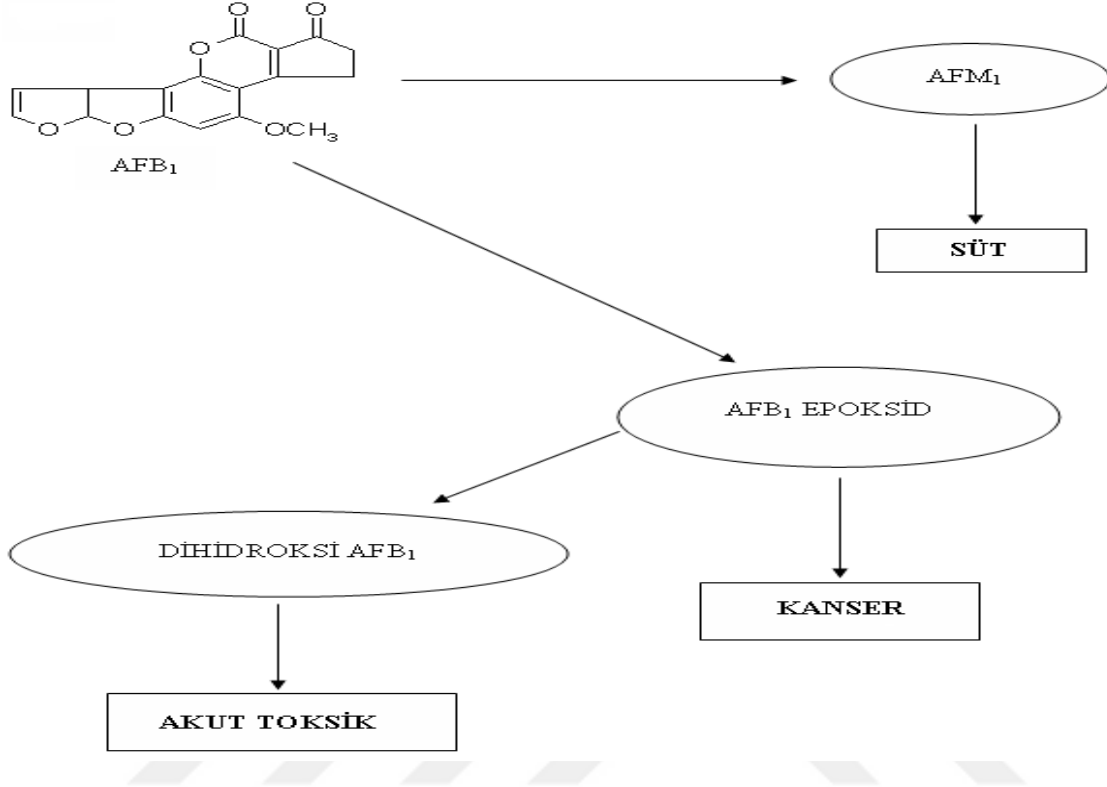 O O
O
O O OCH₃
AFB₁
AFM₁
SÜT
AFB₁ EPOKSİD
DİHİDROKSİ AFB₁
KANSER
AKUT TOKSİK